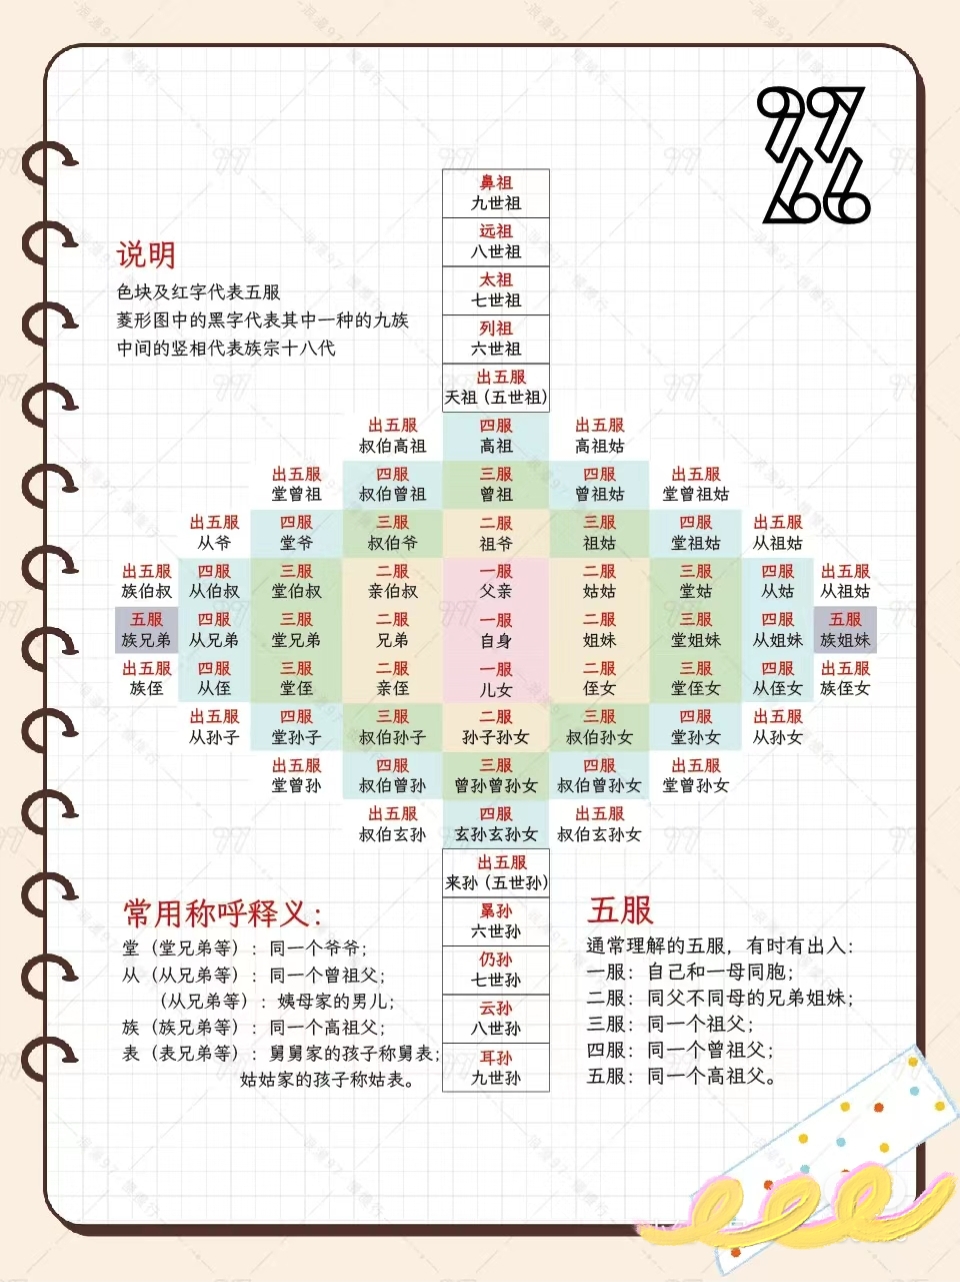 9766
鼻祖
九世祖
远祖
八世祖
太祖
七世祖
列祖
六世祖
出五服
天祖（五世祖）
说明
色块及红字代表五服
菱形图中的黑字代表其中一种的九族
中间的竖相代表族宗十八代
出五服 四服 出五服
叔伯高祖 高祖 高祖姑
出五服 四服 三服 四服 出五服
堂曾祖 叔伯曾祖 曾祖 曾祖姑 堂曾祖姑
出五服 四服 三服 二服 三服 四服 出五服
从爷 堂爷 叔伯爷 祖爷 祖姑 堂祖姑 从祖姑
出五服 四服 三服 二服 一服 二服 三服 四服 出五服
族伯叔 从伯叔 堂伯叔 亲伯叔 父亲 姑姑 堂姑 从姑 从祖姑
五服 四服 三服 二服 一服 二服 三服 四服 五服
族兄弟 从兄弟 堂兄弟 兄弟 自身 姐妹 堂姐妹 从姐妹 族姐妹
出五服 四服 三服 二服 一服 二服 三服 四服 出五服
族侄 从侄 堂侄 亲侄 儿女 侄女 堂侄女 从侄女 族侄女
出五服 四服 三服 二服 三服 四服 出五服
从孙子 堂孙子 叔伯孙子 孙子孙女 叔伯孙女 堂孙女 从孙女
出五服 四服 三服 四服 出五服
堂曾孙 叔伯曾孙 曾孙曾孙女 叔伯曾孙女 堂曾孙女
出五服 四服 出五服
叔伯玄孙 玄孙玄孙女 叔伯玄孙女
出五服
来孙（五世孙）
晜孙
六世孙
仍孙
七世孙
云孙
八世孙
耳孙
九世孙
常用称呼释义：
堂（堂兄弟等）：同一个爷爷；
从（从兄弟等）：同一个曾祖父；
（从兄弟等）：姨母家的男儿；
族（族兄弟等）：同一个高祖父；
表（表兄弟等）：舅舅家的孩子称舅表；
姑姑家的孩子称姑表。
五服
通常理解的五服，有时有出入：
一服：自己和一母同胞；
二服：同父不同母的兄弟姐妹；
三服：同一个祖父；
四服：同一个曾祖父；
五服：同一个高祖父。